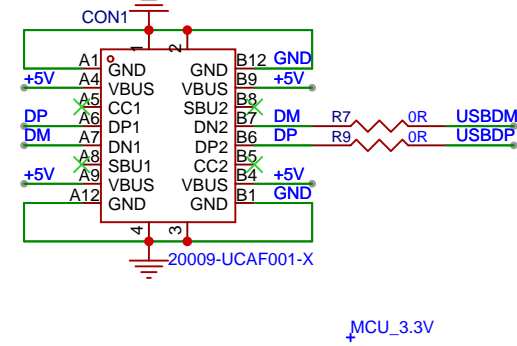 CON1
1 2
A1 GND GND B12 GND
+5V A4 VBUS VBUS B9 +5V
A5 CC1 SBU2 B8
DP A6 DP1 DN2 B7 DM R7 0R USBDM
DM A7 DN1 DP2 B6 DP R9 0R USBDP
A8 SBU1 CC2 B5
+5V A9 VBUS VBUS B4 +5V
A12 GND GND B1 GND
4 3
20009-UCAF001-X
MCU_3.3V